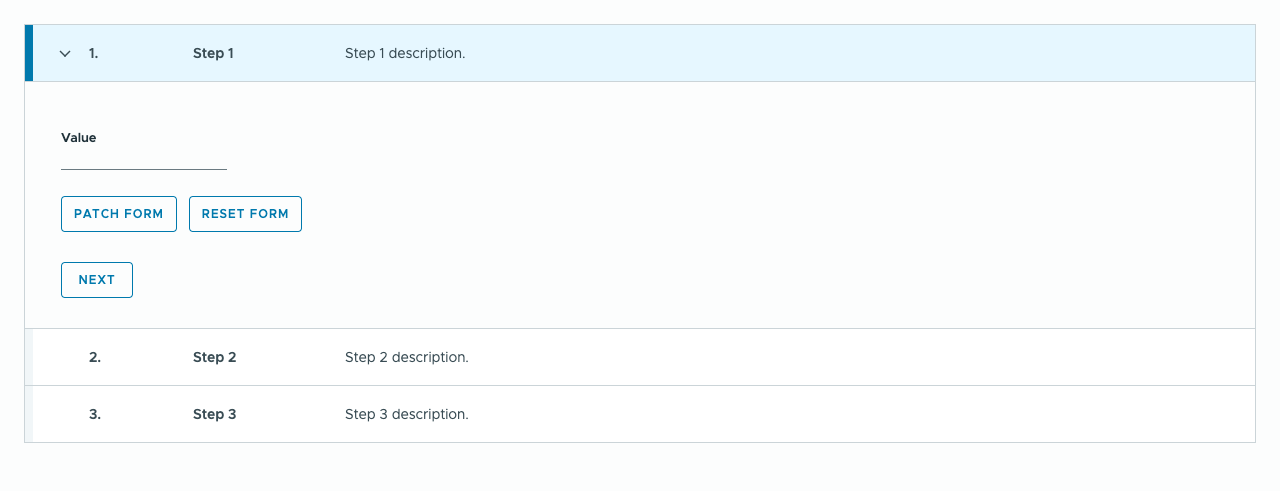 1. Step 1 Step 1 description.
Value
PATCH FORM RESET FORM
NEXT
2. Step 2 Step 2 description.
3. Step 3 Step 3 description.